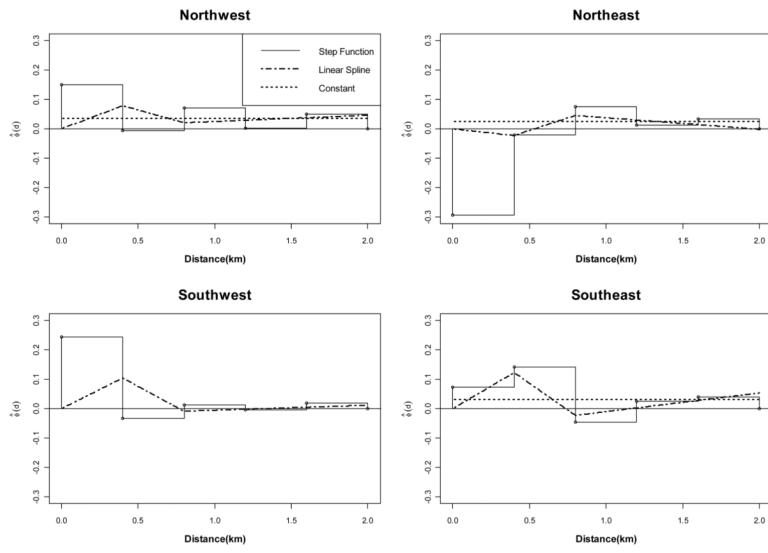 Northwest
Step Function
Linear Spline
Constant
0.3
0.2
0.1
0.0
-0.1
-0.2
-0.3
ϕ̂(d)
0.0 0.5 1.0 1.5 2.0
Distance(km)
Northeast
0.3
0.2
0.1
0.0
-0.1
-0.2
-0.3
ϕ̂(d)
0.0 0.5 1.0 1.5 2.0
Distance(km)
Southwest
0.3
0.2
0.1
0.0
-0.1
-0.2
-0.3
ϕ̂(d)
0.0 0.5 1.0 1.5 2.0
Distance(km)
Southeast
0.3
0.2
0.1
0.0
-0.1
-0.2
-0.3
ϕ̂(d)
0.0 0.5 1.0 1.5 2.0
Distance(km)